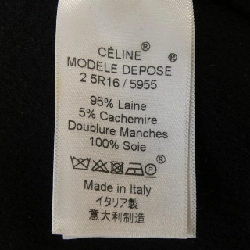 CÉLINE®
MODELE DEPOSE®
2 5R16 / 5955
95% Laine
5% Cachemire
Doublure Manches
100% Soie
Made in Italy
イタリア製
意大利制造